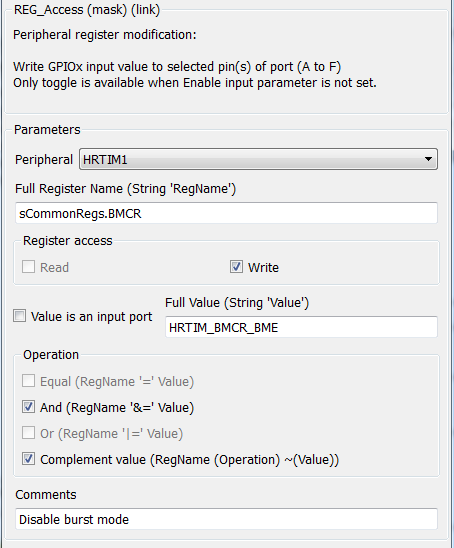 REG_Access (mask) (link)
Peripheral register modification:
Write GPIOx input value to selected pin(s) of port (A to F)
Only toggle is available when Enable input parameter is not set.
Parameters
Peripheral HRTIM1
Full Register Name (String 'RegName')
sCommonRegs.BMCR
Register access
Read Write
Full Value (String 'Value')
Value is an input port
HRTIM_BMCR_BME
Operation
Equal (RegName '=' Value)
And (RegName '&=' Value)
Or (RegName '|=' Value)
Complement value (RegName (Operation) ~(Value))
Comments
Disable burst mode